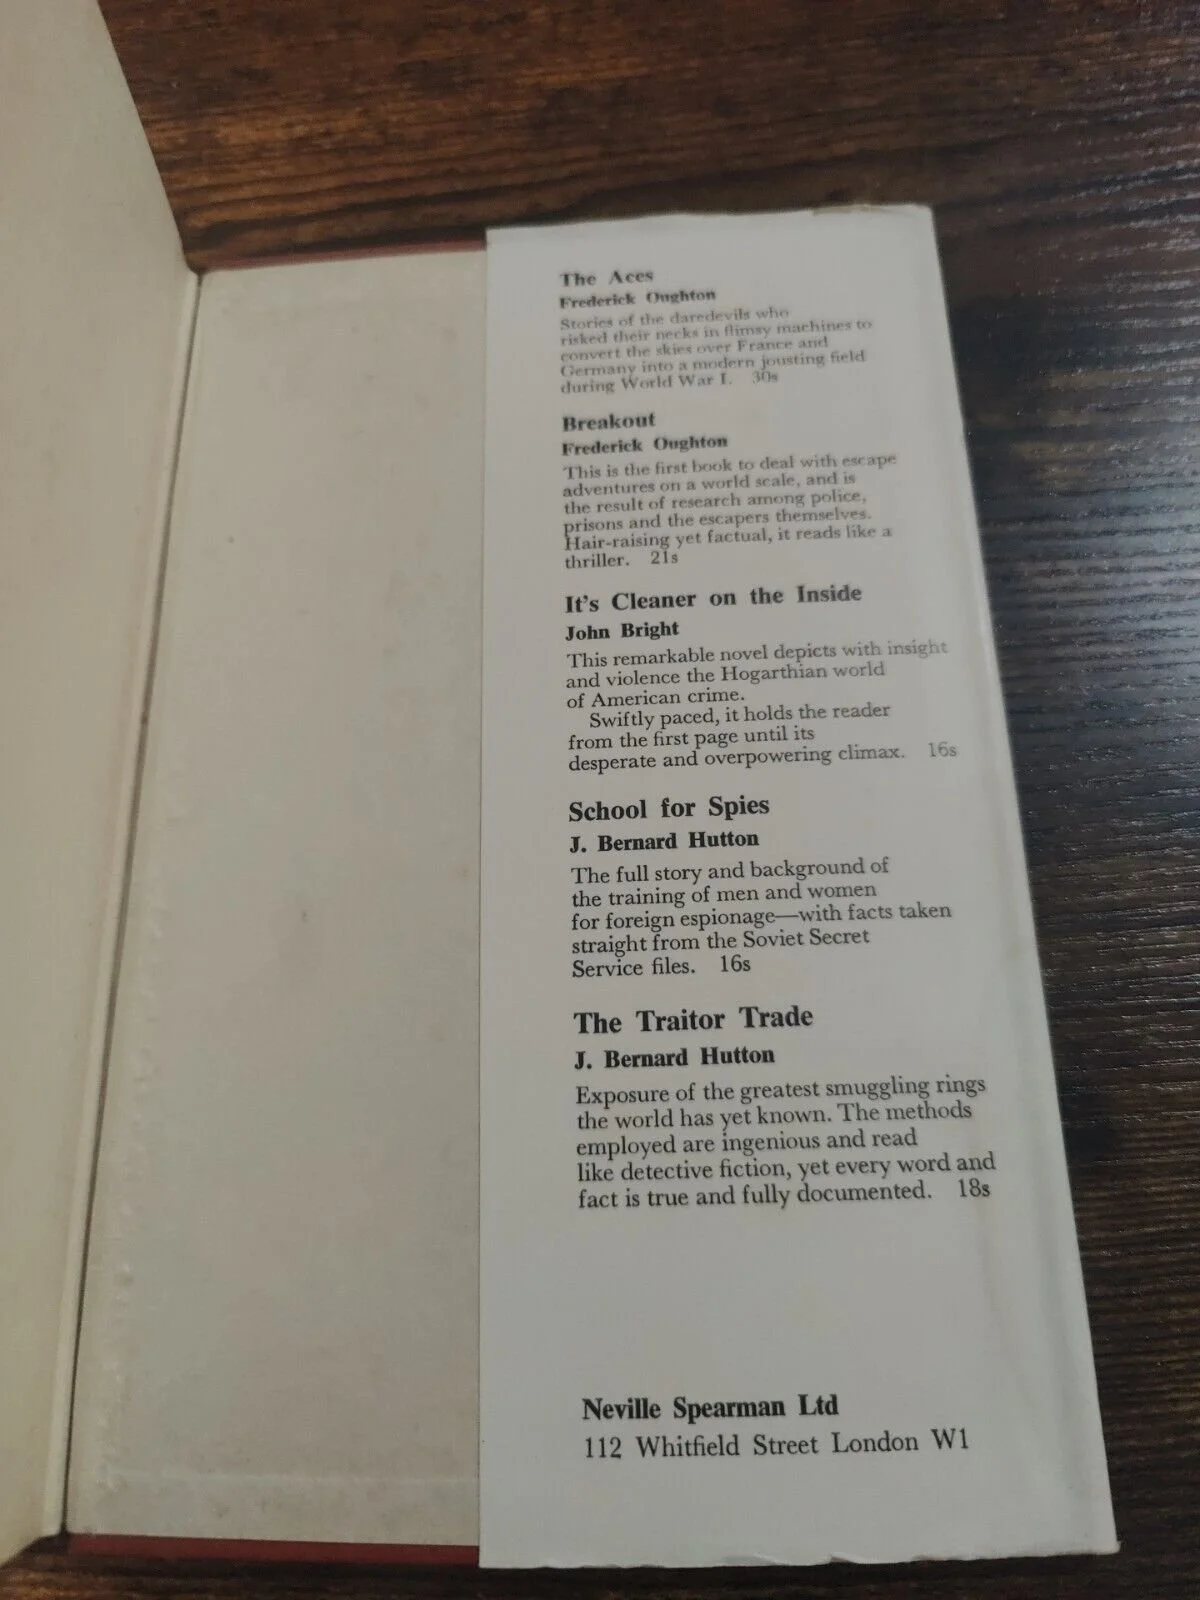 The Aces
Frederick Oughton
Stories of the daredevils who
risked their necks in flimsy machines to
convert the skies over France and
Germany into a modern jousting field
during World War I. 30s
Breakout
Frederick Oughton
This is the first book to deal with escape
adventures on a world scale, and is
the result of research among police,
prisons and the escapers themselves.
Hair-raising yet factual, it reads like a
thriller. 21s
It's Cleaner on the Inside
John Bright
This remarkable novel depicts with insight
and violence the Hogarthian world
of American crime.
Swiftly paced, it holds the reader
from the first page until its
desperate and overpowering climax. 16s
School for Spies
J. Bernard Hutton
The full story and background of
the training of men and women
for foreign espionage—with facts taken
straight from the Soviet Secret
Service files. 16s
The Traitor Trade
J. Bernard Hutton
Exposure of the greatest smuggling rings
the world has yet known. The methods
employed are ingenious and read
like detective fiction, yet every word and
fact is true and fully documented. 18s
Neville Spearman Ltd
112 Whitfield Street London W1